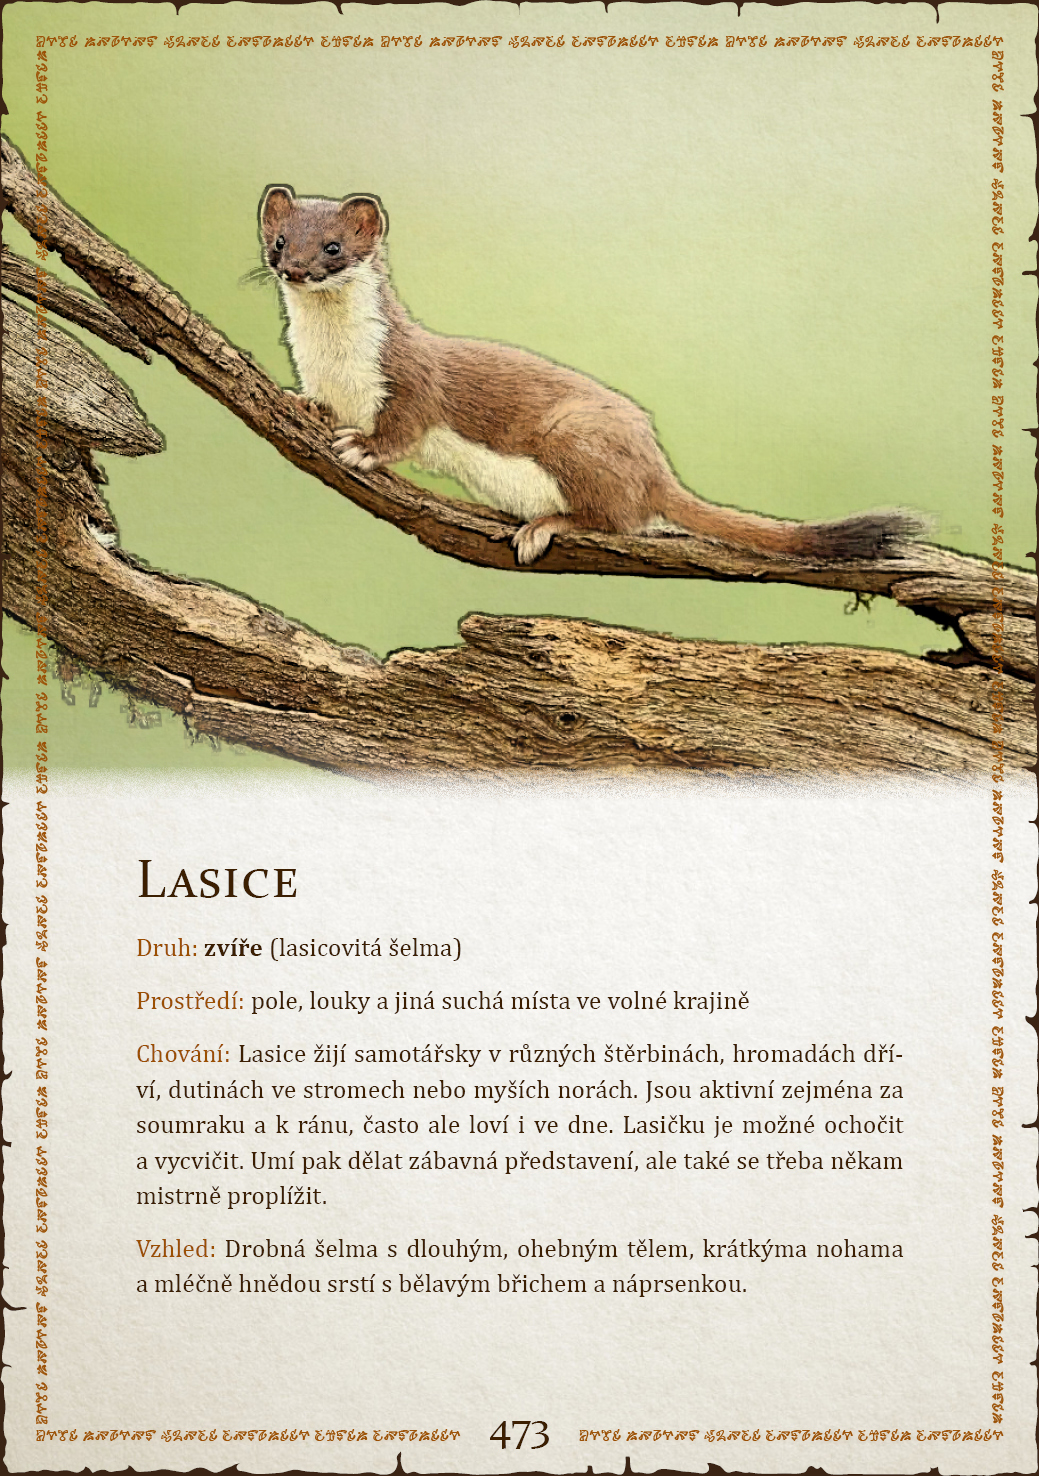 Lasice
Druh: zvíře (lasicovitá šelma)
Prostředí: pole, louky a jiná suchá místa ve volné krajině
Chování: Lasice žijí samotářsky v různých štěrbinách, hromadách dří-
ví, dutinách ve stromech nebo myších norách. Jsou aktivní zejména za
soumraku a k ránu, často ale loví i ve dne. Lasičku je možné ochočit
a vycvičit. Umí pak dělat zábavná představení, ale také se třeba někam
mistrně proplížit.
Vzhled: Drobná šelma s dlouhým, ohebným tělem, krátkýma nohama
a mléčně hnědou srstí s bělavým břichem a náprsenkou.
473